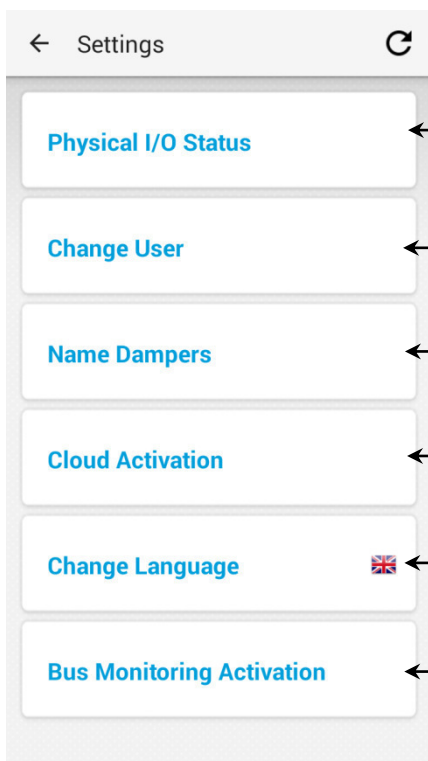 Settings
Physical I/O Status
Change User
Name Dampers
Cloud Activation
Change Language
Bus Monitoring Activation